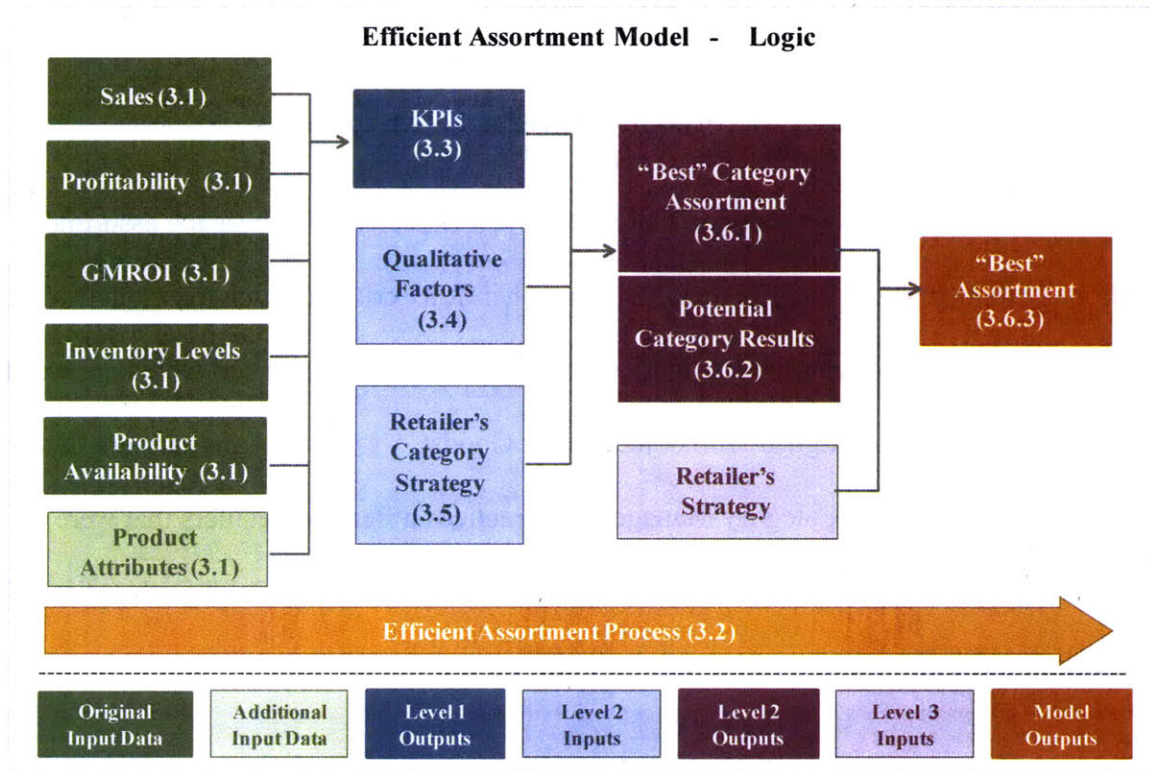 Efficient Assortment Model - Logic
Sales (3.1)
Profitability (3.1)
GMROI (3.1)
Inventory Levels
(3.1)
Product
Availability (3.1)
Product
Attributes (3.1)
KPIs
(3.3)
Qualitative
Factors
(3.4)
Retailer's
Category
Strategy
(3.5)
“Best” Category
Assortment
(3.6.1)
Potential
Category Results
(3.6.2)
Retailer's
Strategy
“Best”
Assortment
(3.6.3)
Efficient Assortment Process (3.2)
Original
Input Data
Additional
Input Data
Level 1
Outputs
Level 2
Inputs
Level 2
Outputs
Level 3
Inputs
Model
Outputs